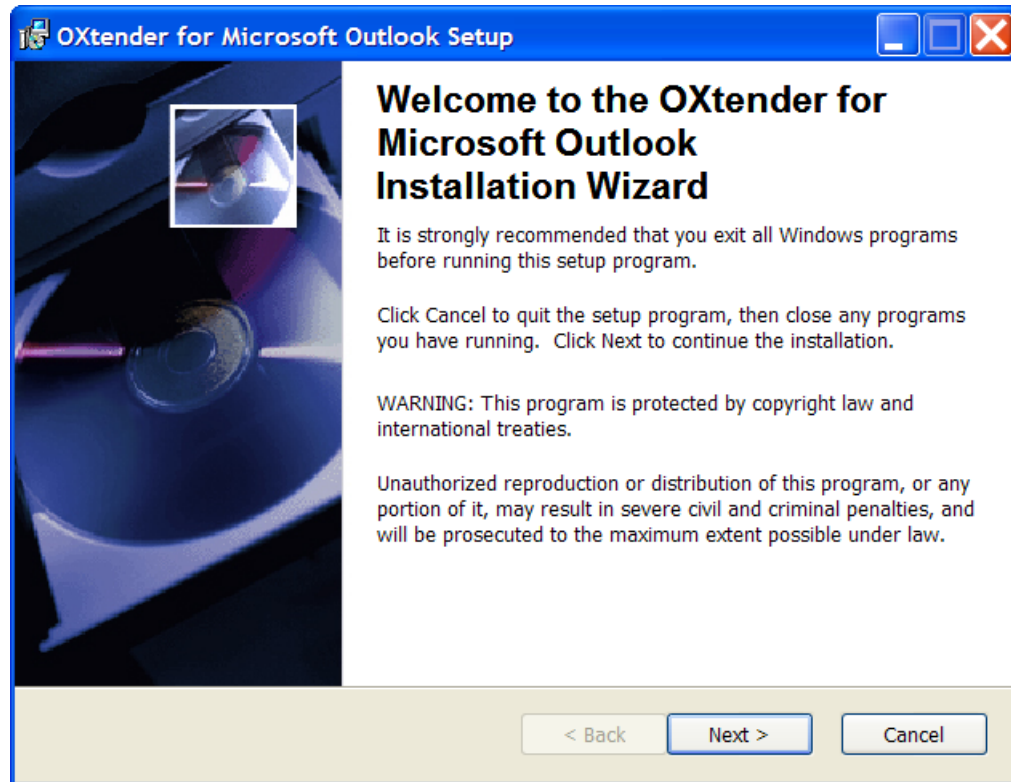 OXtender for Microsoft Outlook Setup
Welcome to the OXtender for
Microsoft Outlook
Installation Wizard
It is strongly recommended that you exit all Windows programs
before running this setup program.
Click Cancel to quit the setup program, then close any programs
you have running.  Click Next to continue the installation.
WARNING: This program is protected by copyright law and
international treaties.
Unauthorized reproduction or distribution of this program, or any
portion of it, may result in severe civil and criminal penalties, and
will be prosecuted to the maximum extent possible under law.
< Back Next > Cancel